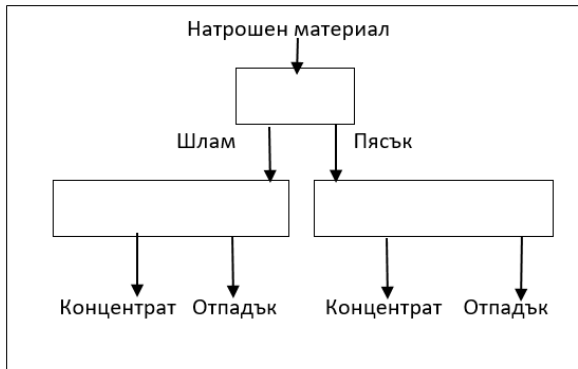 Натрошен материал
Шлам Пясък
Концентрат Отпадък Концентрат Отпадък